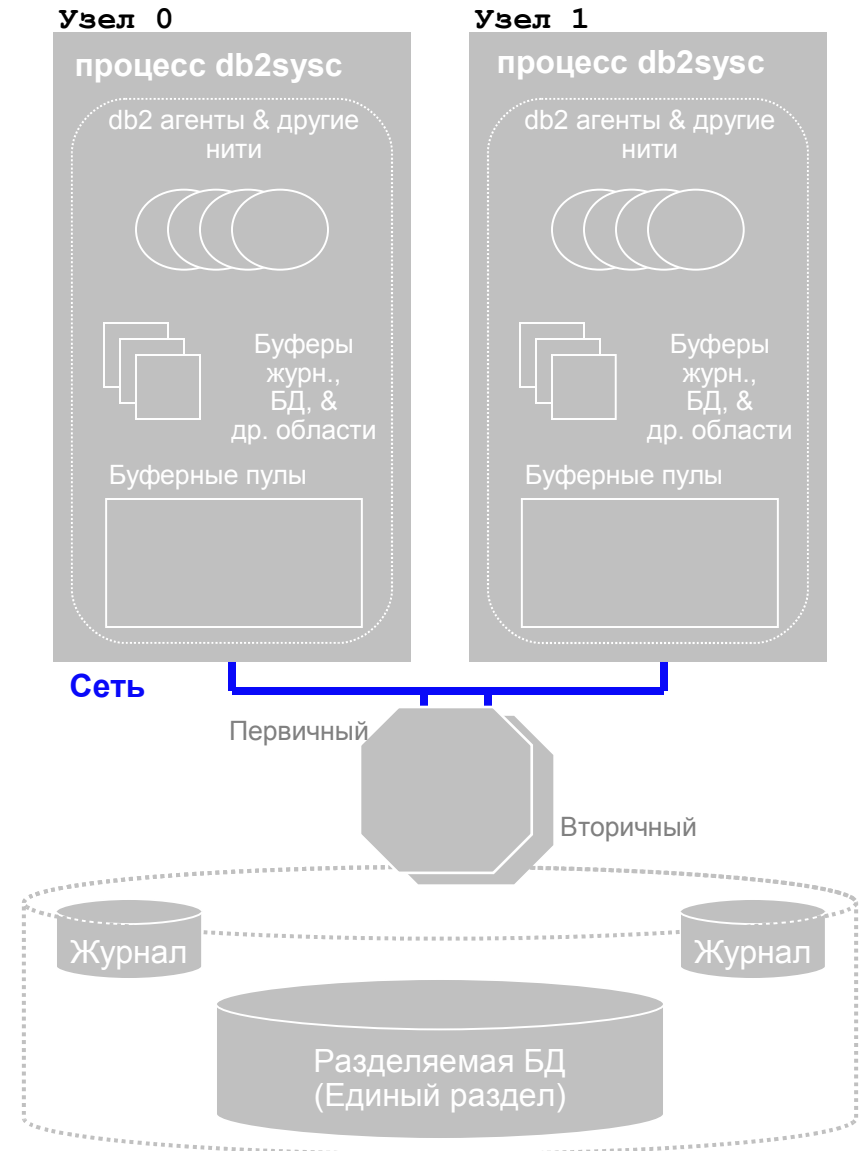 Узел 0
процесс db2sysc
db2 агенты & другие
нити
Буферы
журн.,
БД, &
др. области
Буферные пулы
Узел 1
процесс db2sysc
db2 агенты & другие
нити
Буферы
журн.,
БД, &
др. области
Буферные пулы
Сеть
Первичный
Вторичный
Журнал
Журнал
Разделяемая БД
(Единый раздел)